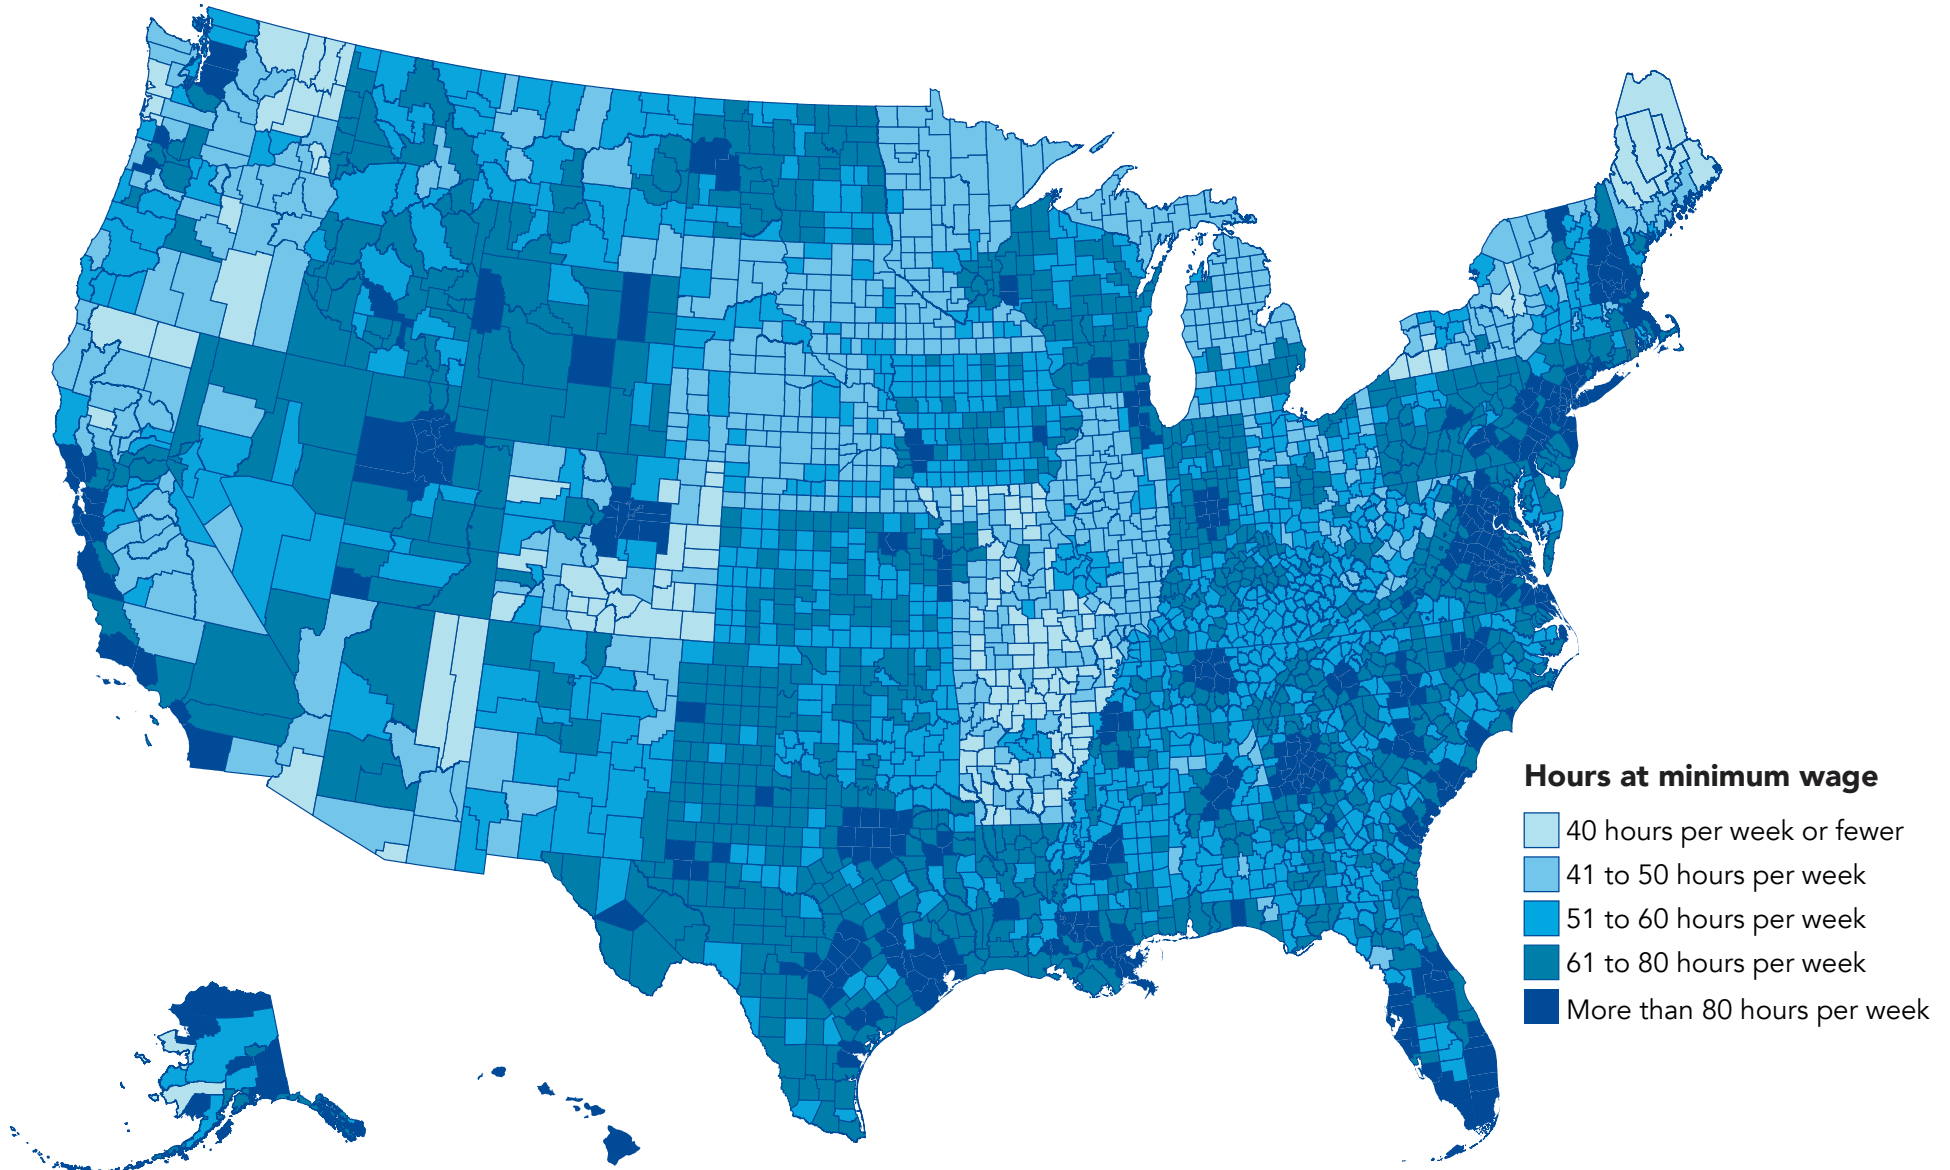 Hours at minimum wage
40 hours per week or fewer
41 to 50 hours per week
51 to 60 hours per week
61 to 80 hours per week
More than 80 hours per week